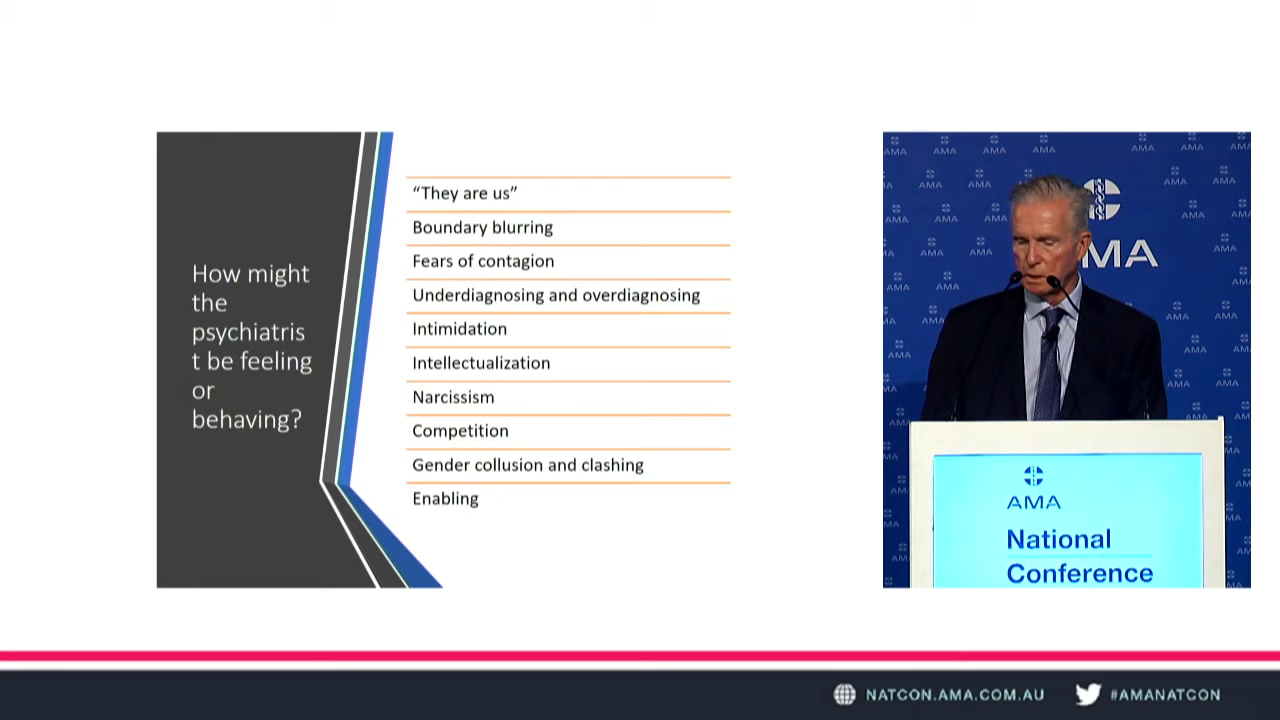 How might
the
psychiatris
t be feeling
or
behaving?
“They are us”
Boundary blurring
Fears of contagion
Underdiagnosing and overdiagnosing
Intimidation
Intellectualization
Narcissism
Competition
Gender collusion and clashing
Enabling
AMA
AMA
National
Conference
NATCON.AMA.COM.AU
#AMANATCON